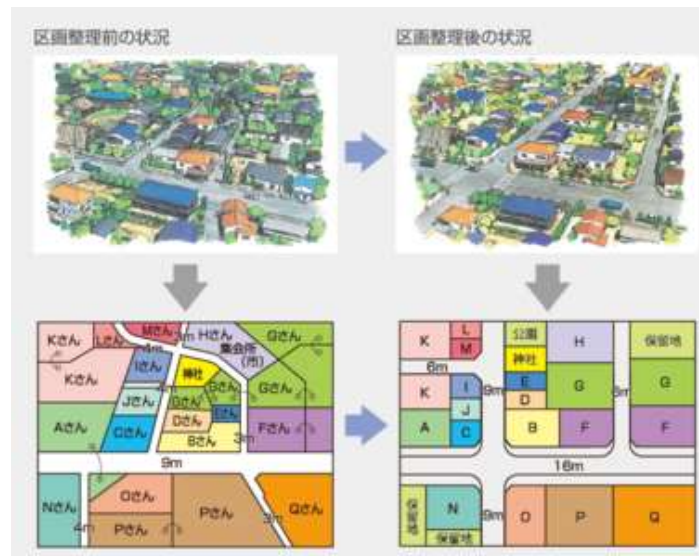 区画整理前の状況
区画整理後の状況
Kさん
Lさん
Mさん
3m
Hさん
Gさん
4m
集会所
(市)
Iさん
Kさん
神社
4m
Gさん
Gさん
Gさん
Jさん
Dさん
Eさん
Aさん
Cさん
Bさん
3m
Fさん
9m
Nさん
Oさん
Pさん
Qさん
4m
Pさん
3m
K
L
M
公園
H
保留地
神社
6m
K
I
9m
E
G
6m
G
J
D
A
C
B
F
F
16m
保留地
N
9m
O
P
Q
保留地